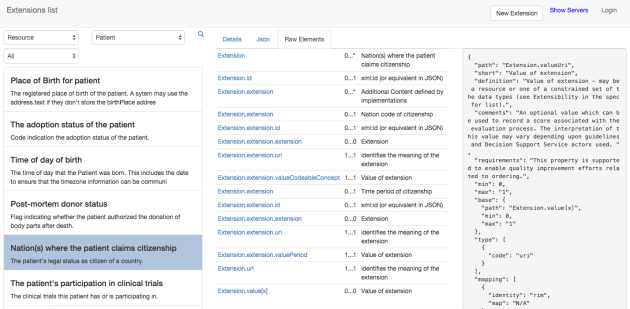 Extensions list
New Extension
Show Servers
Login
Resource
Patient
All
Place of Birth for patient
The registered place of birth of the patient. A sytem may use the
address.text if they don't store the birthPlace addres
The adoption status of the patient
Code indication the adoption status of the patient.
Time of day of birth
The time of day that the Patient was born. This includes the date
to ensure that the timezone information can be communi
Post-mortem donor status
Flag indicating whether the patient authorized the donation of
body parts after death.
Nation(s) where the patient claims citizenship
The patient's legal status as citizen of a country.
The patient's participation in clinical trials
The clinical trials this patient has or is participating in.
Details Json Raw Elements
Extension 0...* Nation(s) where the patient
claims citizenship
Extension.id 0...1 xml:id (or equivalent in JSON)
Extension.extension 0...* Additional Content defined by
implementations
Extension.extension 0...1 Nation code of citizenship
Extension.extension.id 0...1 xml:id (or equivalent in JSON)
Extension.extension.extension 0...0 Extension
Extension.extension.url 1...1 identifies the meaning of the
extension
Extension.extension.valueCodeableConcept 1...1 Value of extension
Extension.extension 0...1 Time period of citizenship
Extension.extension.id 0...1 xml:id (or equivalent in JSON)
Extension.extension.extension 0...0 Extension
Extension.extension.url 1...1 identifies the meaning of the
extension
Extension.extension.valuePeriod 1...1 Value of extension
Extension.url 1...1 identifies the meaning of the
extension
Extension.value[x] 0...0 Value of extension
{
"path": "Extension.valueUri",
"short": "Value of extension",
"definition": "Value of extension - may be
a resource or one of a constrained set of t
he data types (see Extensibility in the spec
for list).",
"comments": "An optional value which can b
e used to record a score associated with the
evaluation process. The interpretation of t
his value may vary depending upon guidelines
and Decision Support Service actors used. "
,
"requirements": "This property is supporte
d to enable quality improvement efforts rela
ted to ordering.",
"min": 0,
"max": "1",
"base": {
"path": "Extension.value[x]",
"min": 0,
"max": "1"
},
"type": [
{
"code": "uri"
}
],
"mapping": [
{
"identity": "rim",
"map": "N/A"